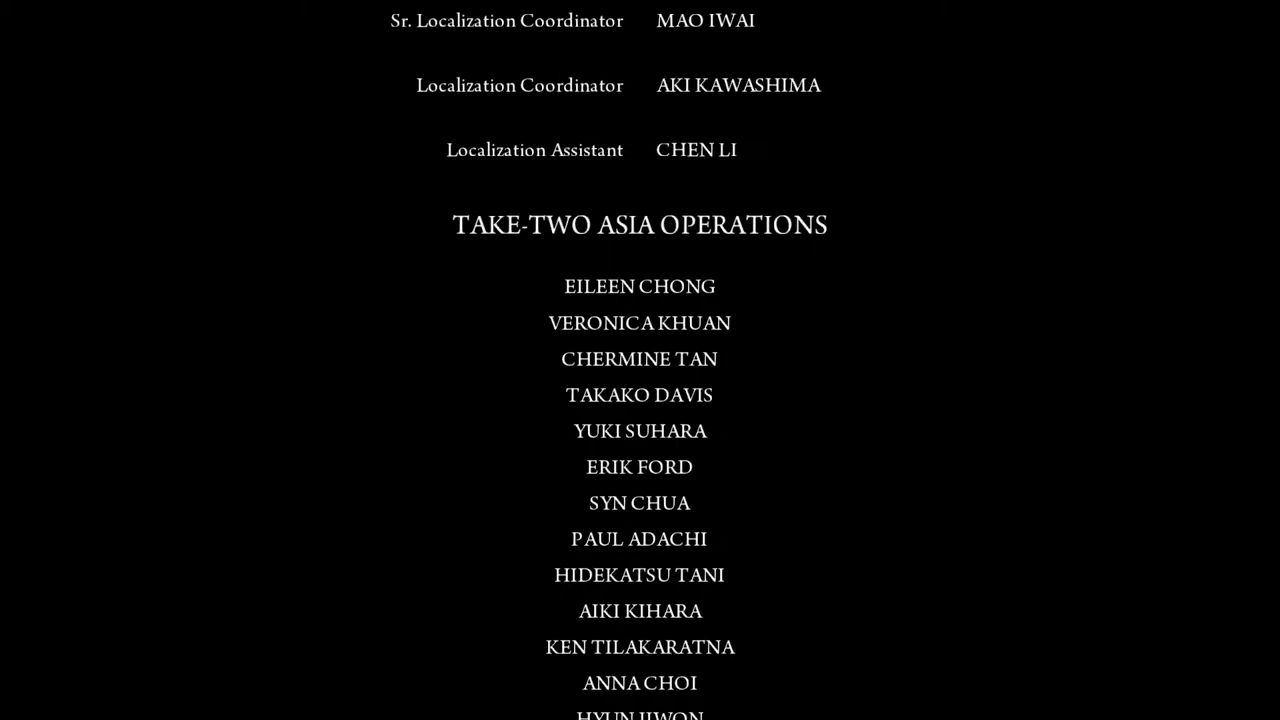 Sr. Localization Coordinator MAO IWAI
Localization Coordinator AKI KAWASHIMA
Localization Assistant CHEN LI
TAKE-TWO ASIA OPERATIONS
EILEEN CHONG
VERONICA KHUAN
CHERMINE TAN
TAKAKO DAVIS
YUKI SUHARA
ERIK FORD
SYN CHUA
PAUL ADACHI
HIDEKATSU TANI
AIKI KIHARA
KEN TILAKARATNA
ANNA CHOI
HYUN JIWON